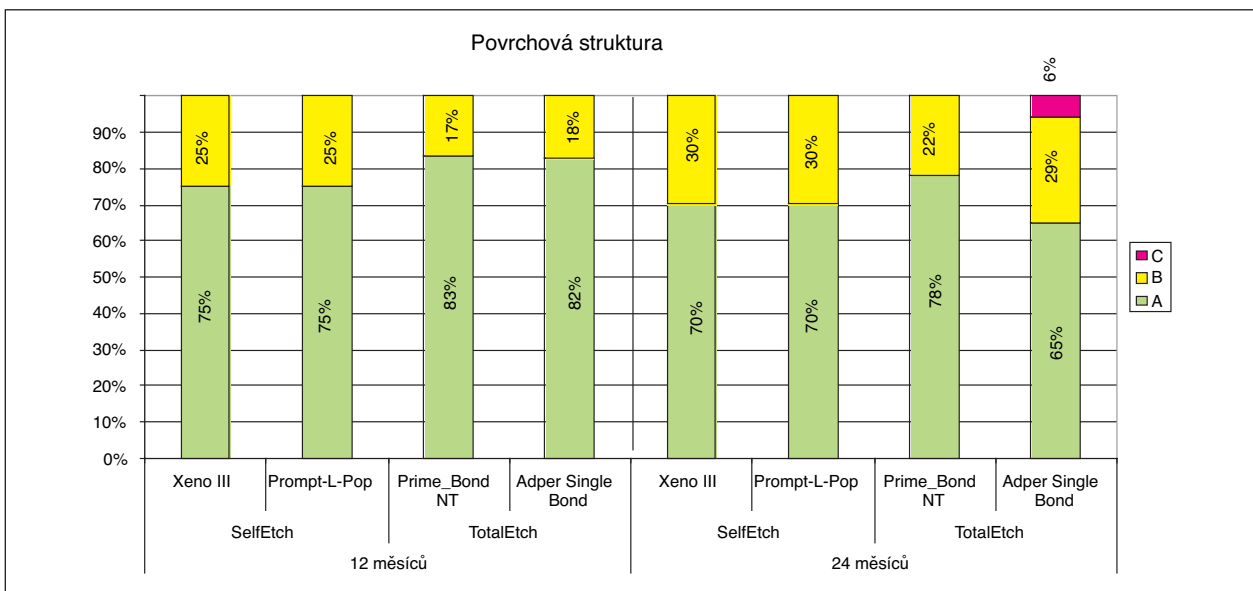 Povrchová struktura
6%
90%
80%
70%
60%
50%
40%
30%
20%
10%
0%
25%
25%
17%
18%
30%
30%
22%
29%
75%
75%
83%
82%
70%
70%
78%
65%
C
B
A
Xeno III
Prompt-L-Pop
Prime_Bond
NT
Adper Single
Bond
Xeno III
Prompt-L-Pop
Prime_Bond
NT
Adper Single
Bond
SelfEtch
TotalEtch
SelfEtch
TotalEtch
12 měsíců
24 měsíců